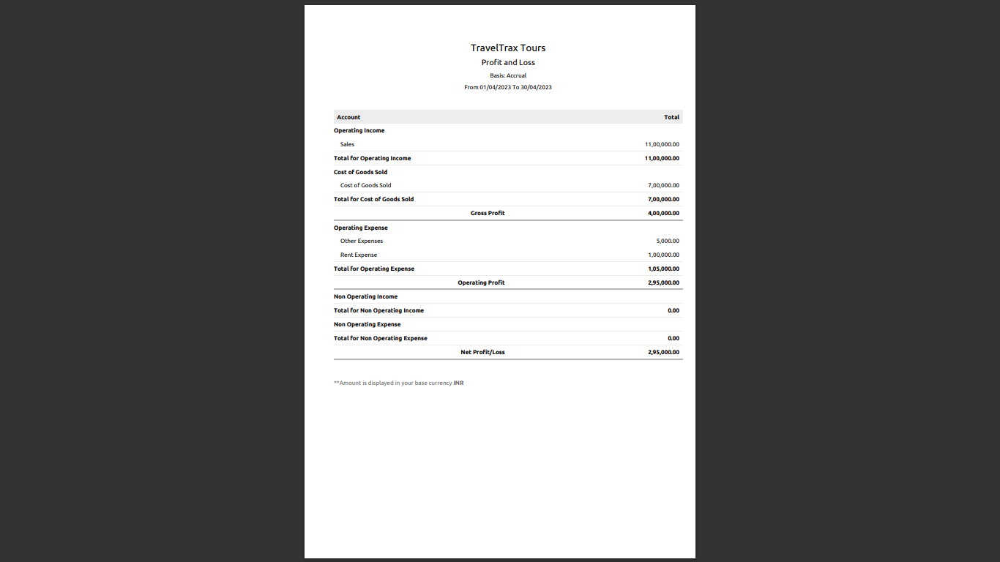 TravelTrax Tours
Profit and Loss
Basis: Accrual
From 01/04/2023 To 30/04/2023
Account Total
Operating Income
Sales 11,00,000.00
Total for Operating Income 11,00,000.00
Cost of Goods Sold
Cost of Goods Sold 7,00,000.00
Total for Cost of Goods Sold 7,00,000.00
Gross Profit 4,00,000.00
Operating Expense
Other Expenses 5,000.00
Rent Expense 1,00,000.00
Total for Operating Expense 1,05,000.00
Operating Profit 2,95,000.00
Non Operating Income
Total for Non Operating Income 0.00
Non Operating Expense
Total for Non Operating Expense 0.00
Net Profit/Loss 2,95,000.00
**Amount is displayed in your base currency INR